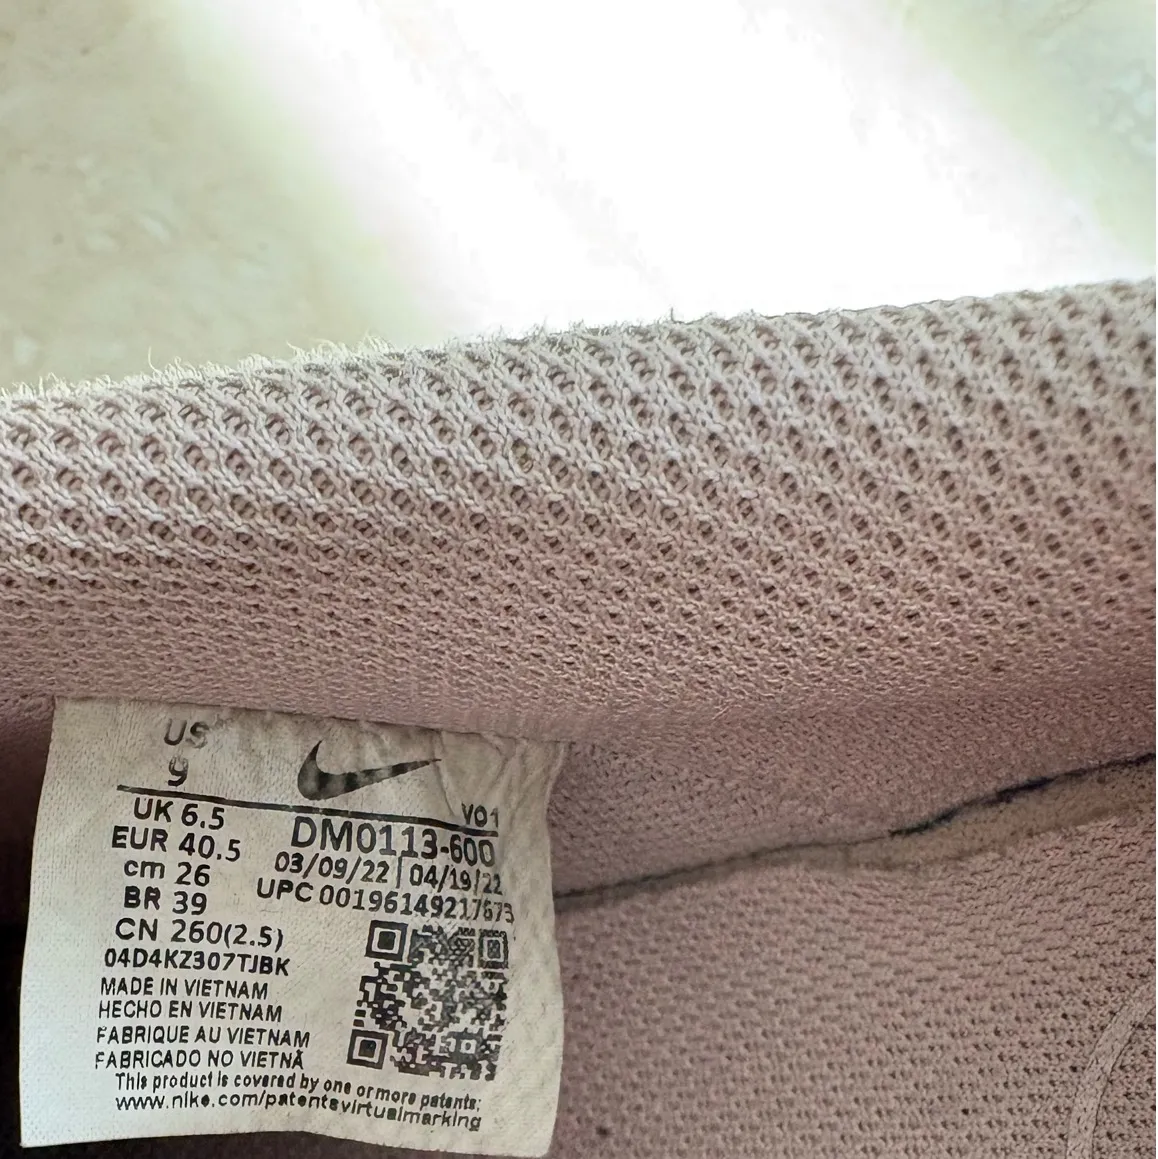 US
9
V01
UK 6.5
DM0113-600
EUR 40.5
03/09/22 04/19/22
cm 26
UPC 00196149217673
BR 39
CN 260(2.5)
04D4KZ307TJBK
MADE IN VIETNAM
HECHO EN VIETNAM
FABRIQUE AU VIETNAM
FABRICADO NO VIETNÃ
This product is covered by one or more patents;
www.nike.com/patentsvirtualmarking